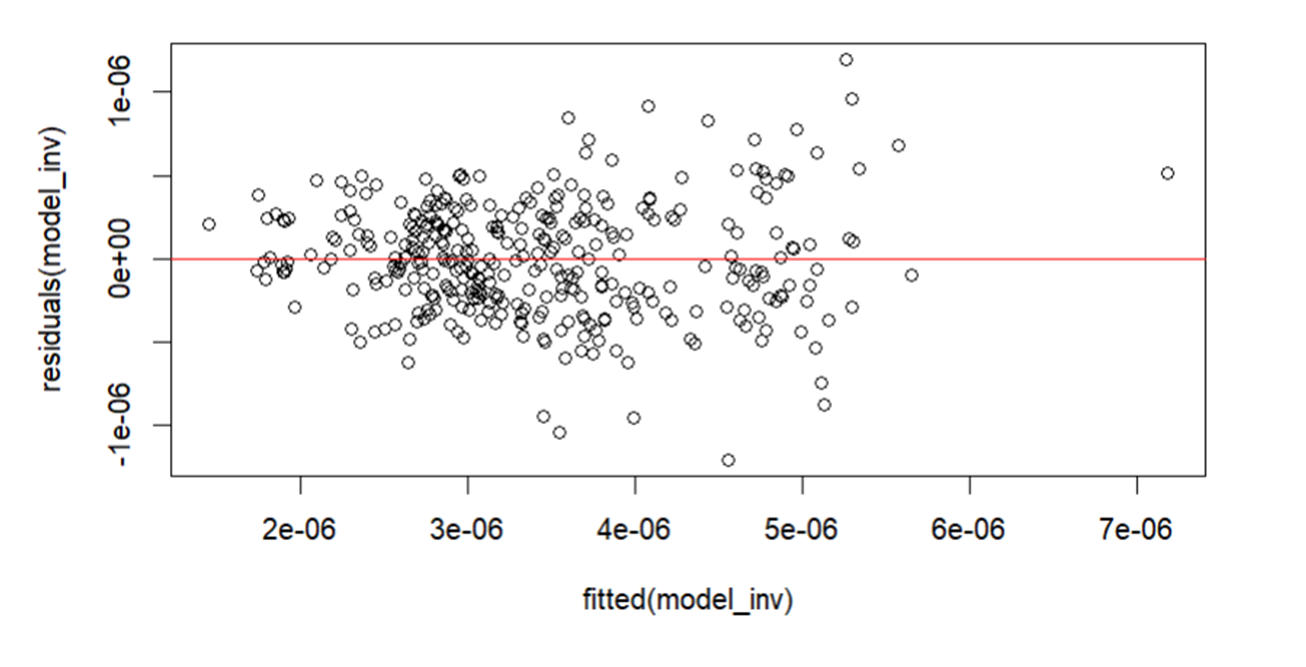 residuals(model_inv)
1e-06
0e+00
-1e-06
2e-06 3e-06 4e-06 5e-06 6e-06 7e-06
fitted(model_inv)